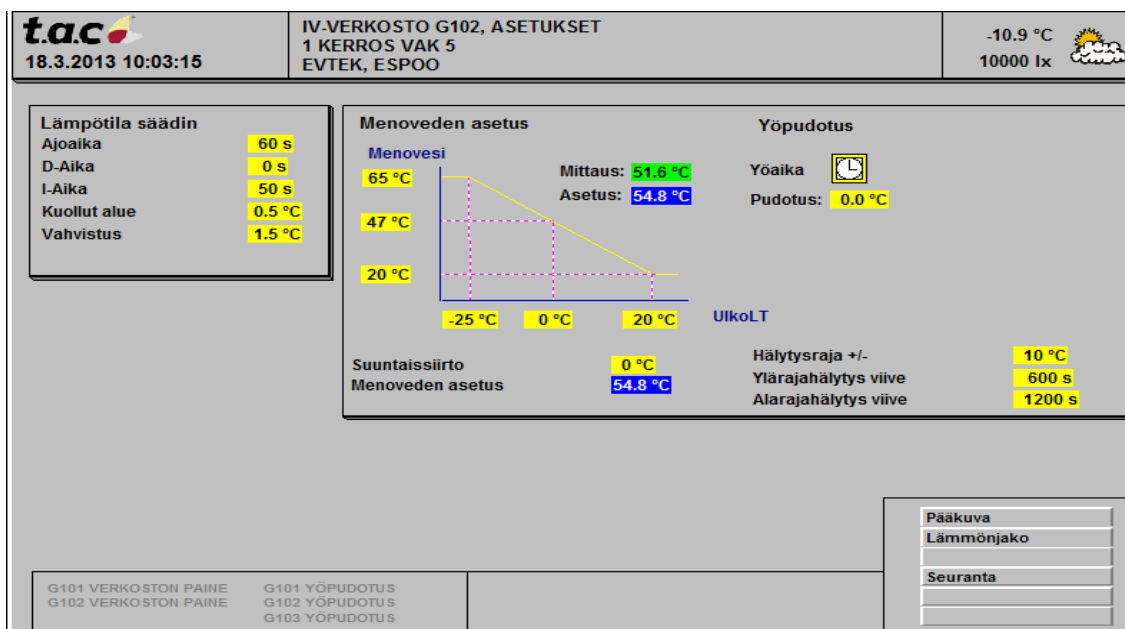 t.a.c
18.3.2013 10:03:15
IV-VERKOSTO G102, ASETUKSET
1 KERROS VAK 5
EVTEK, ESPOO
-10.9 °C
10000 lx
Lämpötila säädin
Ajoaika 60 s
D-Aika 0 s
I-Aika 50 s
Kuollut alue 0.5 °C
Vahvistus 1.5 °C
Menoveden asetus
Menovesi
65 °C
47 °C
20 °C
Mittaus: 51.6 °C
Asetus: 54.8 °C
-25 °C 0 °C 20 °C UlkoLT
Suuntaissiirto 0 °C
Menoveden asetus 54.8 °C
Yöpudotus
Yöaika
Pudotus: 0.0 °C
Hälytysraja +/- 10 °C
Ylärajahälytys viive 600 s
Alarajahälytys viive 1200 s
Pääkuva
Lämmönjako
Seuranta
G101 VERKOSTON PAINE G101 YÖPUDOTUS
G102 VERKOSTON PAINE G102 YÖPUDOTUS
G103 YÖPUDOTUS